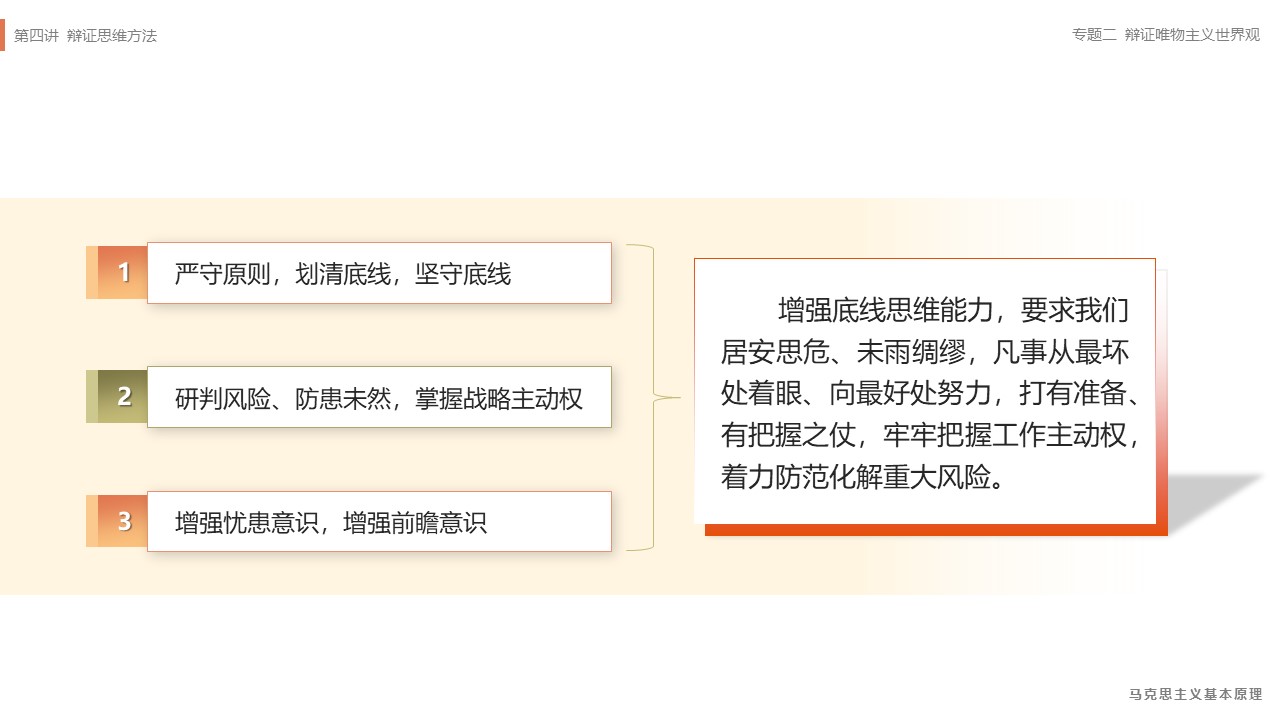 第四讲 辩证思维方法
专题二 辩证唯物主义世界观
1
严守原则，划清底线，坚守底线
2
研判风险、防患未然，掌握战略主动权
3
增强忧患意识，增强前瞻意识
增强底线思维能力，要求我们
居安思危、未雨绸缪，凡事从最坏
处着眼、向最好处努力，打有准备、
有把握之仗，牢牢把握工作主动权，
着力防范化解重大风险。
马克思主义基本原理